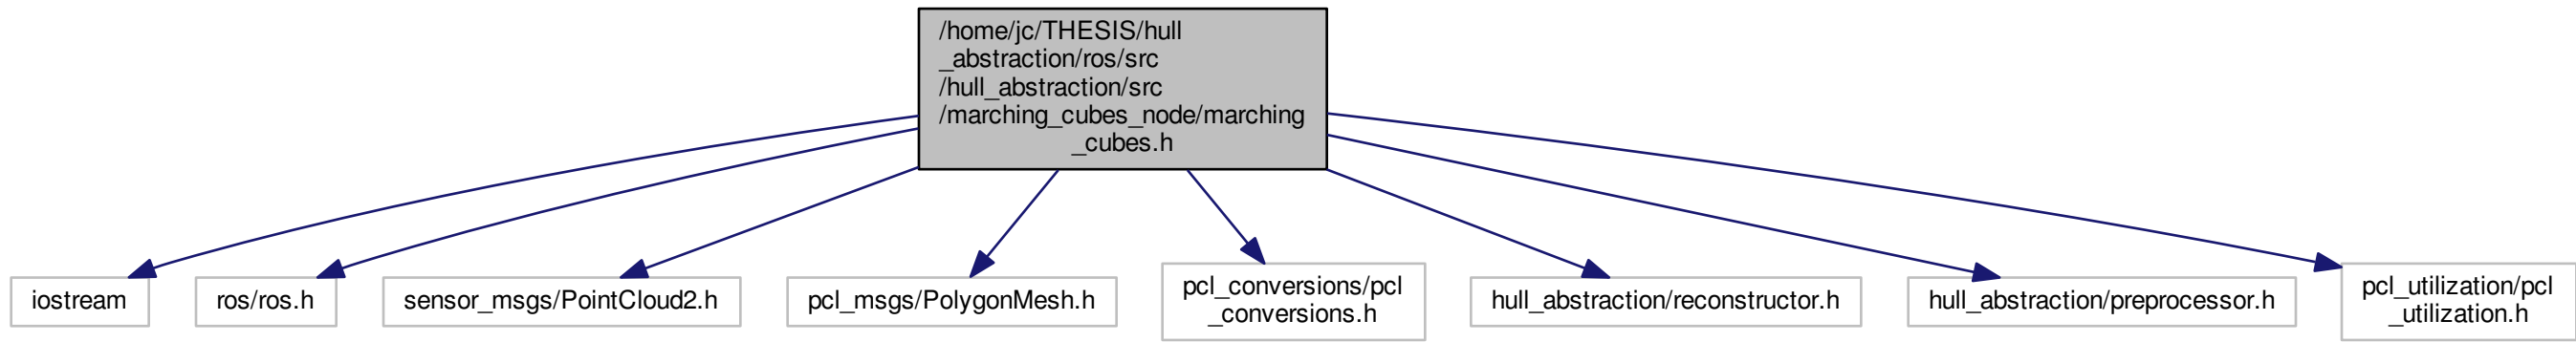 /home/jc/THESIS/hull
_abstraction/ros/src
/hull_abstraction/src
/marching_cubes_node/marching
_cubes.h
iostream
ros/ros.h
sensor_msgs/PointCloud2.h
pcl_msgs/PolygonMesh.h
pcl_conversions/pcl
_conversions.h
hull_abstraction/reconstructor.h
hull_abstraction/preprocessor.h
pcl_utilization/pcl
_utilization.h